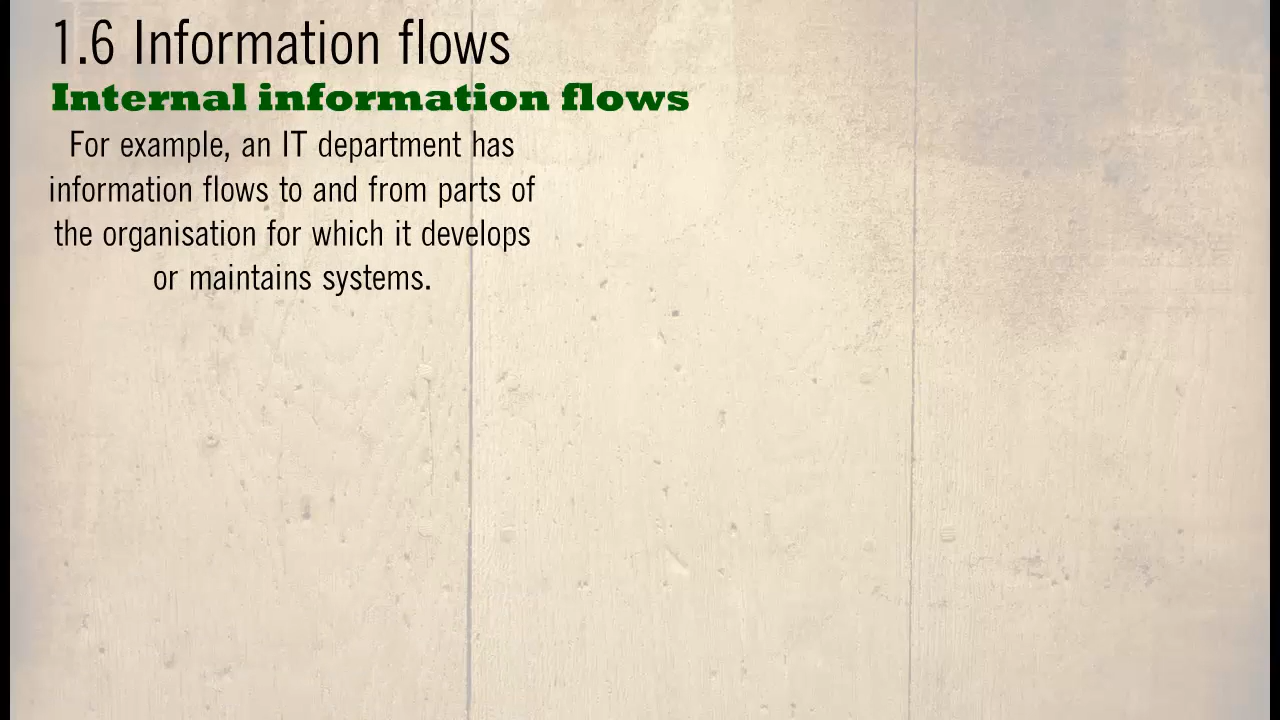 1.6 Information flows
Internal information flows
For example, an IT department has
information flows to and from parts of
the organisation for which it develops
or maintains systems.